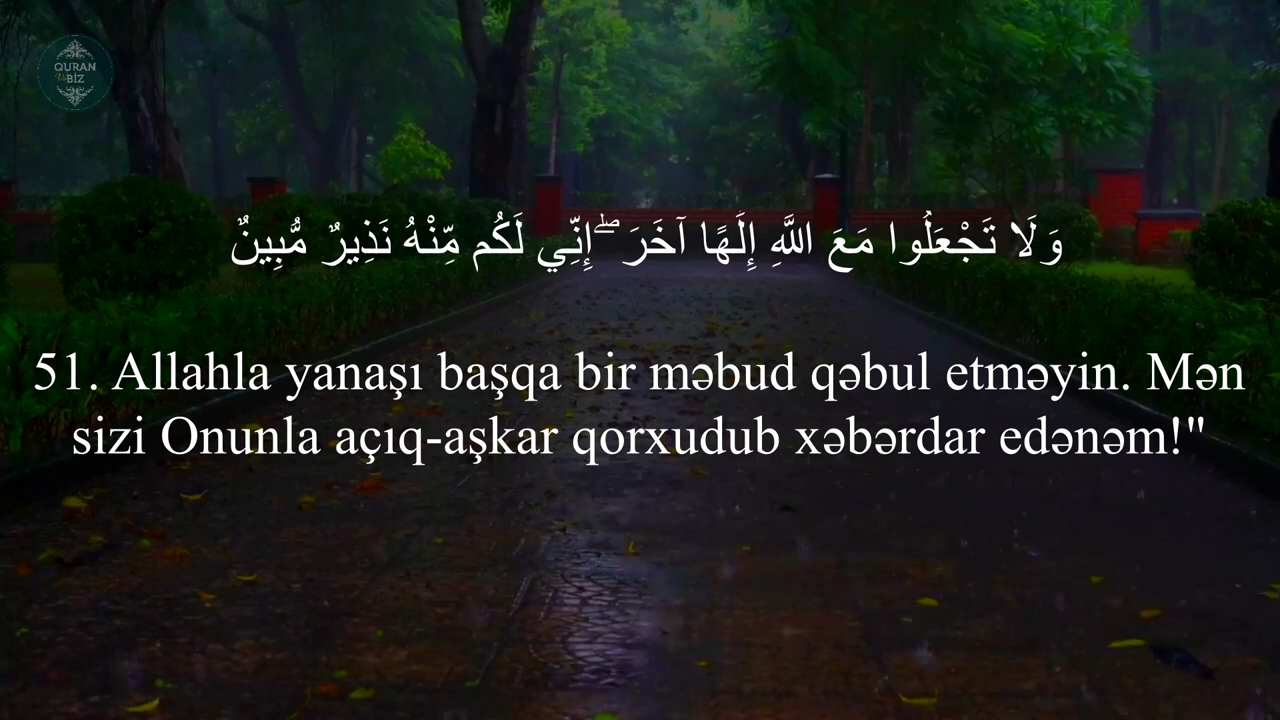 QURAN
Və BİZ
وَلَا تَجْعَلُوا مَعَ اللَّهِ إِلَٰهًا آخَرَ ۖ إِنِّي لَكُم مِّنْهُ نَذِيرٌ مُّبِينٌ
51. Allahla yanaşı başqa bir məbud qəbul etməyin. Mən
sizi Onunla açıq-aşkar qorxudub xəbərdar edənəm!"